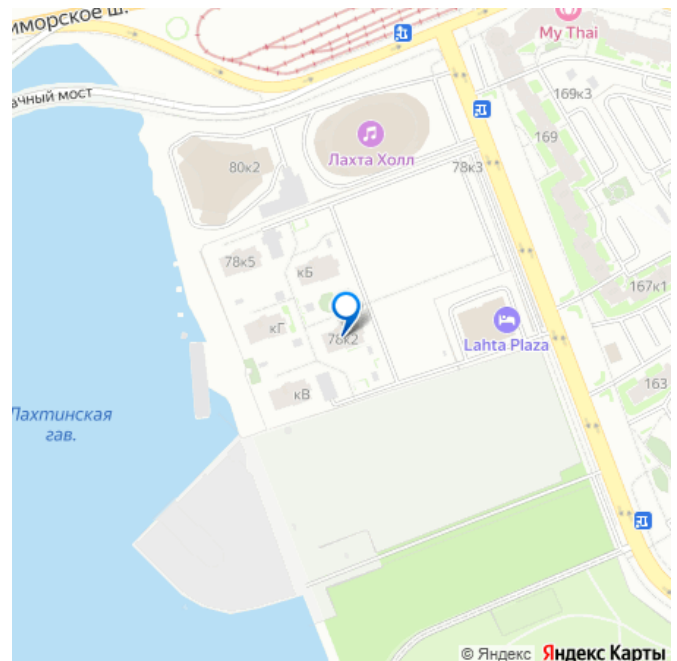 иморское ш.
My Thai
ачный мост
169к3
169
Лахта Холл
80к2
78к3
78к5
кБ
167к1
кГ
78к2
Lahta Plaza
163
кВ
Лахтинская
гав.
© Яндекс Яндекс Карты